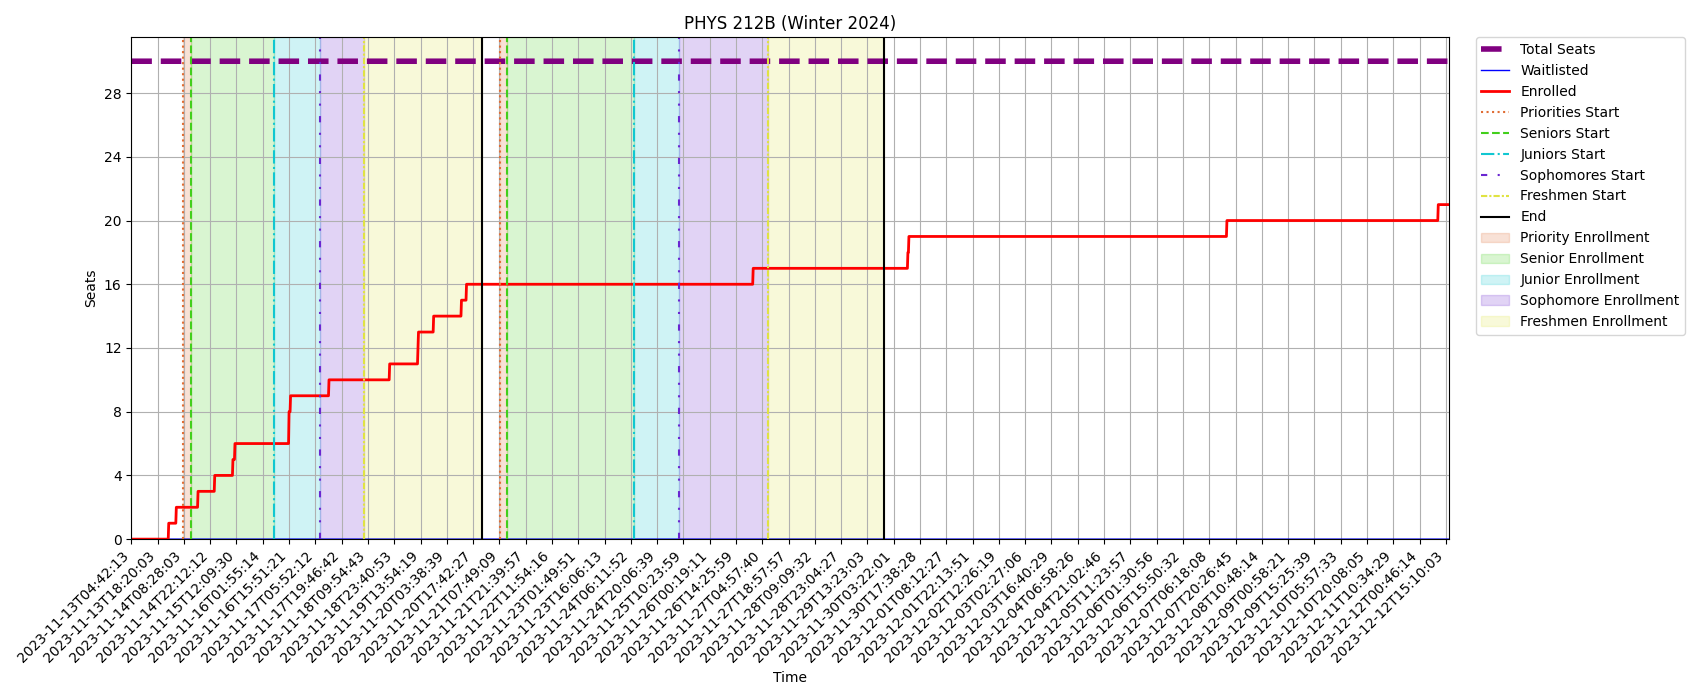 PHYS 212B (Winter 2024)
Seats
28
24
20
16
12
8
4
0
2023-11-13T04:42:13
2023-11-13T18:20:03
2023-11-14T08:28:03
2023-11-14T22:12:12
2023-11-15T12:09:30
2023-11-16T01:55:14
2023-11-16T15:51:21
2023-11-17T05:52:12
2023-11-17T19:46:42
2023-11-18T09:54:43
2023-11-18T23:40:53
2023-11-19T13:54:19
2023-11-20T03:38:39
2023-11-20T17:42:27
2023-11-21T07:49:09
2023-11-21T21:39:57
2023-11-22T11:54:16
2023-11-23T01:49:51
2023-11-23T16:06:13
2023-11-24T06:11:52
2023-11-24T20:06:39
2023-11-25T10:23:59
2023-11-26T00:19:11
2023-11-26T14:25:59
2023-11-27T04:57:40
2023-11-27T18:57:57
2023-11-28T09:09:32
2023-11-28T23:04:27
2023-11-29T13:23:03
2023-11-30T03:22:01
2023-11-30T17:38:28
2023-12-01T08:12:27
2023-12-01T22:13:51
2023-12-02T12:26:19
2023-12-03T02:27:06
2023-12-03T16:40:29
2023-12-04T06:58:26
2023-12-04T21:02:46
2023-12-05T11:23:57
2023-12-06T01:30:56
2023-12-06T15:50:32
2023-12-07T06:18:08
2023-12-07T20:26:45
2023-12-08T10:48:14
2023-12-09T00:58:21
2023-12-09T15:25:39
2023-12-10T05:57:33
2023-12-10T20:08:05
2023-12-11T10:34:29
2023-12-12T00:46:14
2023-12-12T15:10:03
Time
Total Seats
Waitlisted
Enrolled
Priorities Start
Seniors Start
Juniors Start
Sophomores Start
Freshmen Start
End
Priority Enrollment
Senior Enrollment
Junior Enrollment
Sophomore Enrollment
Freshmen Enrollment